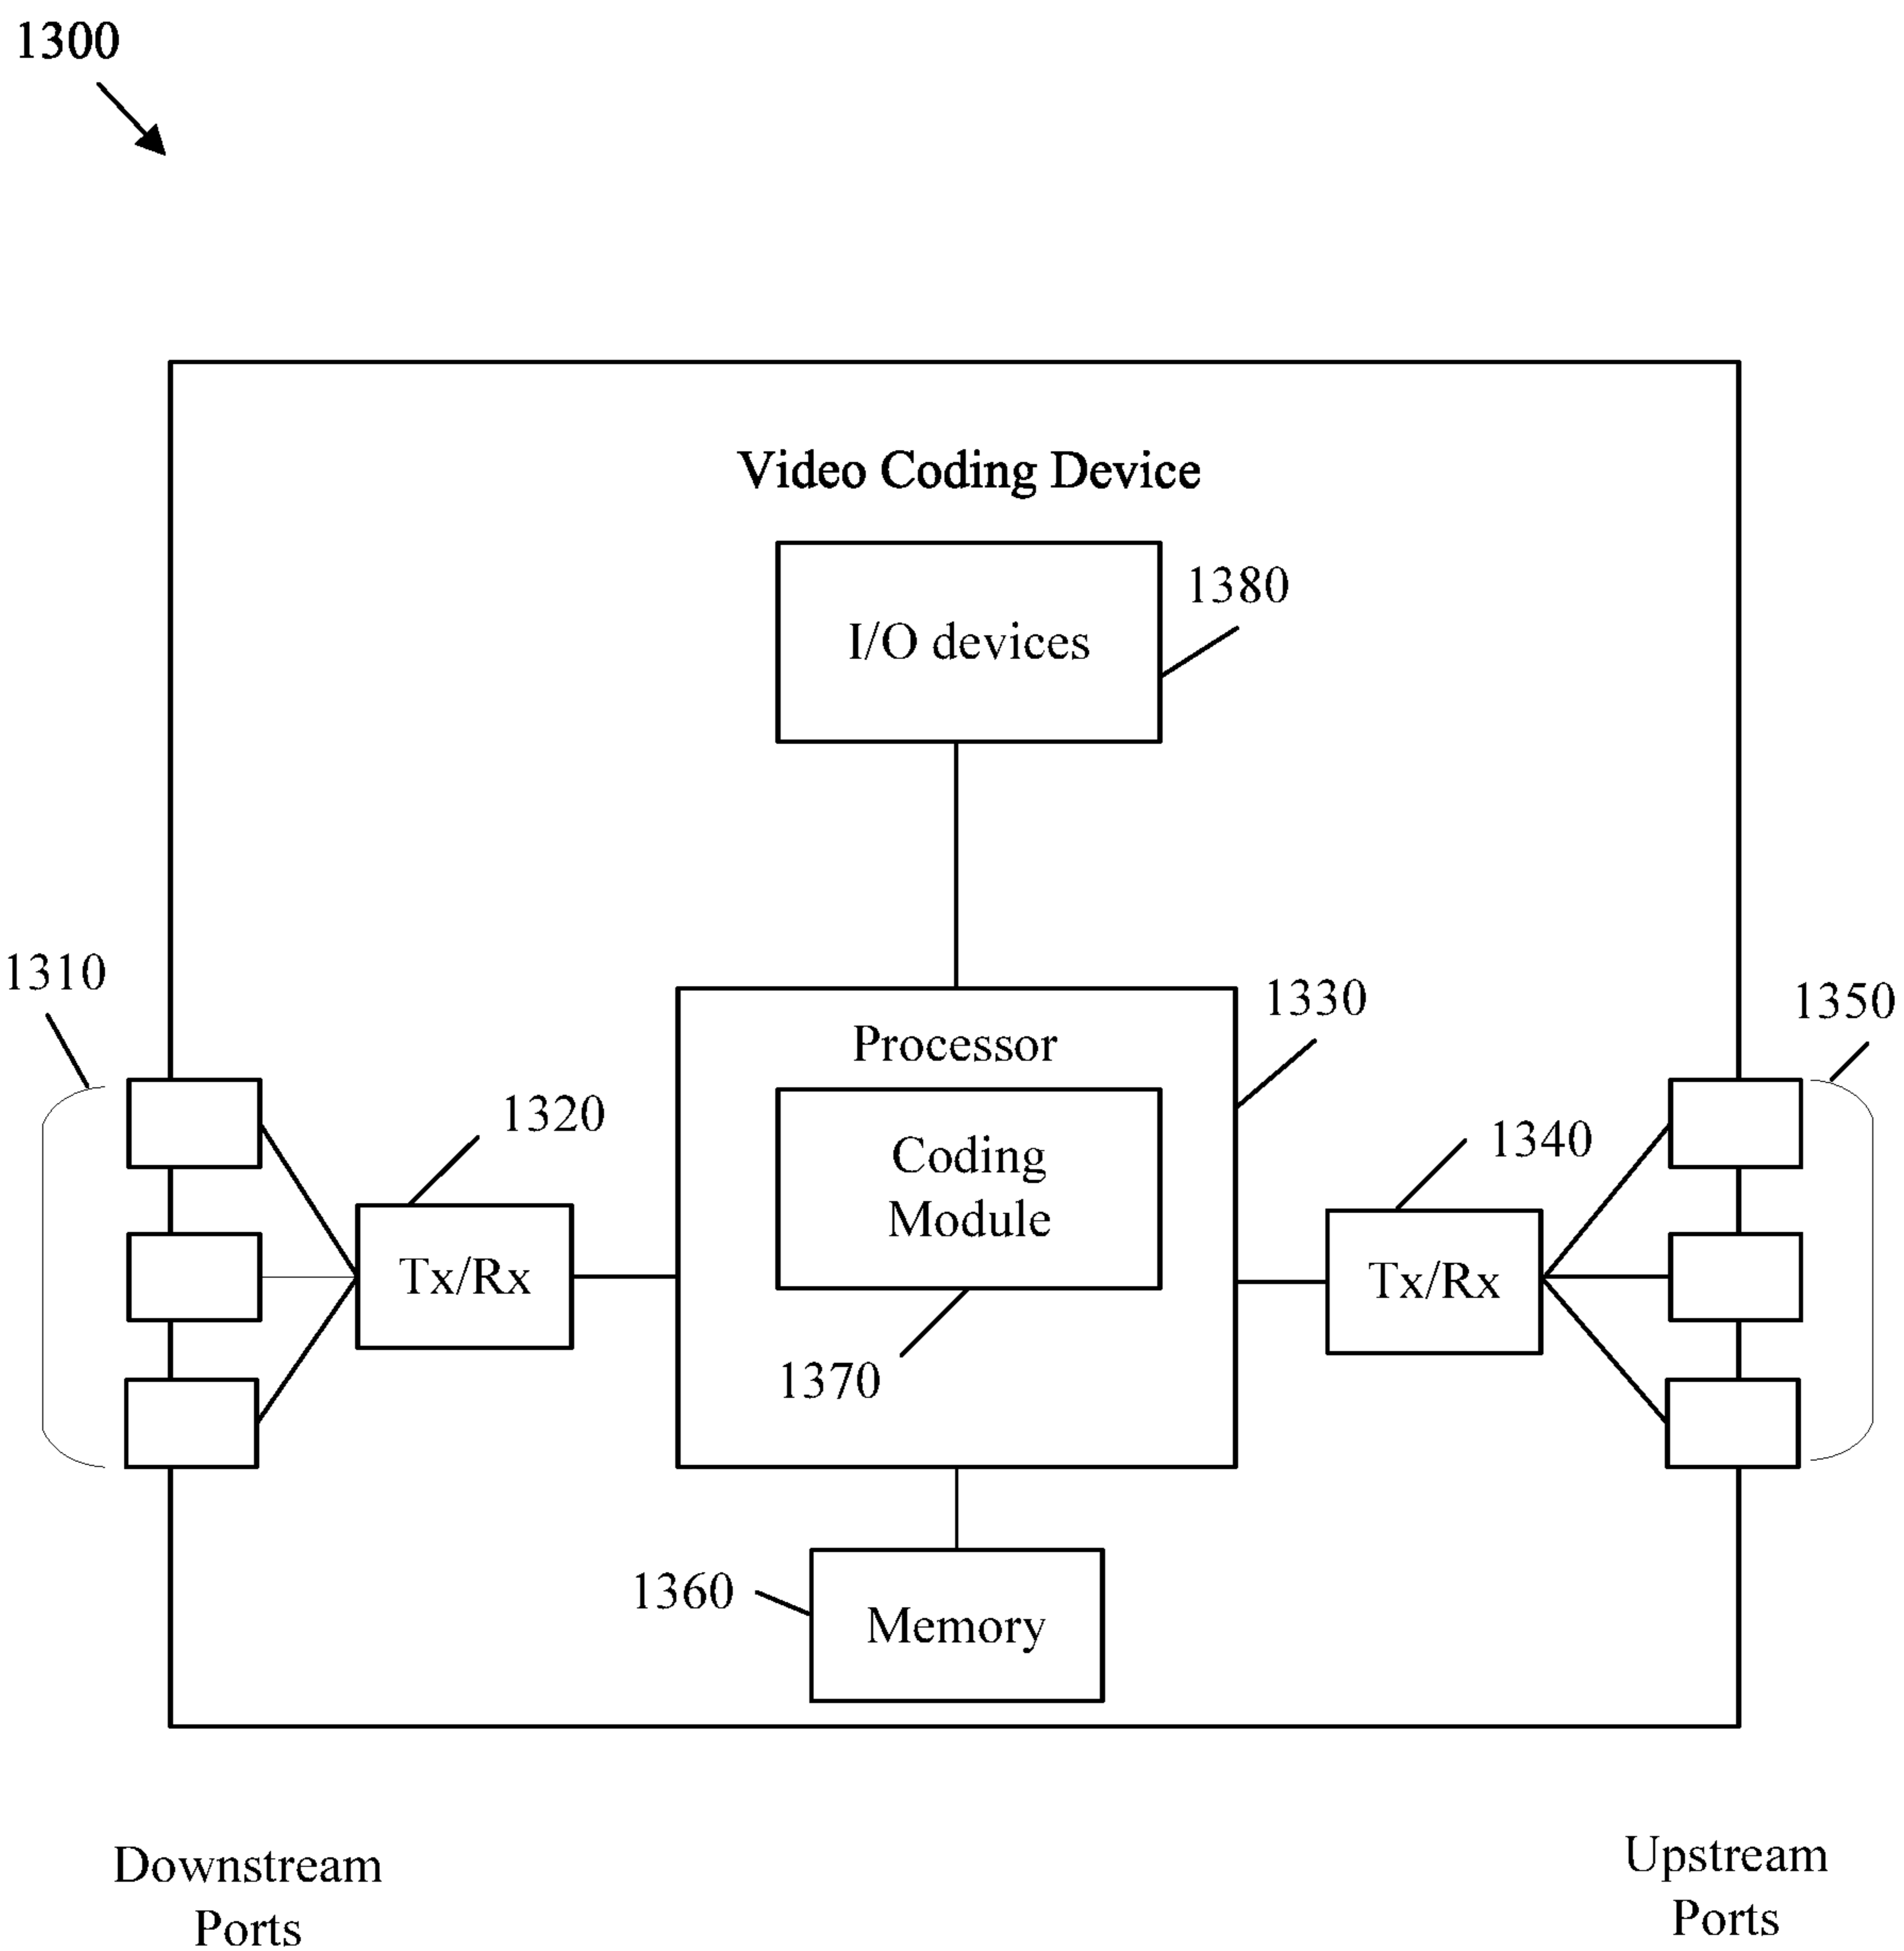 1300
Video Coding Device
I/O devices
1380
1310
1330
1350
Processor
1320
Coding
Module
1340
Tx/Rx
Tx/Rx
1370
1360
Memory
Downstream
Ports
Upstream
Ports